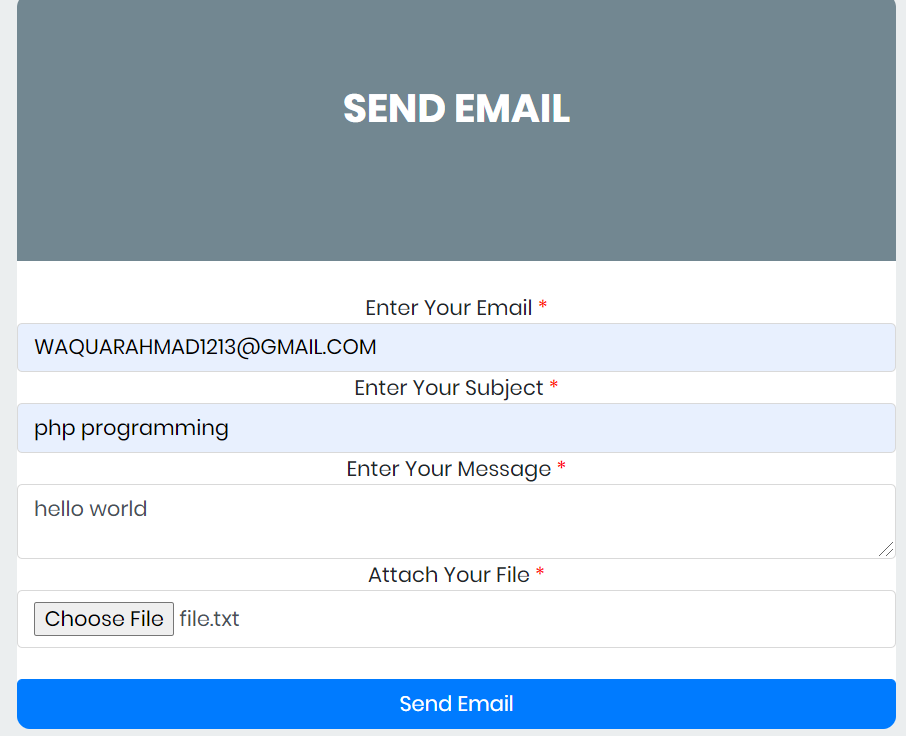 SEND EMAIL
Enter Your Email *
WAQUARAHMAD1213@GMAIL.COM
Enter Your Subject *
php programming
Enter Your Message *
hello world
Attach Your File *
Choose File file.txt
Send Email